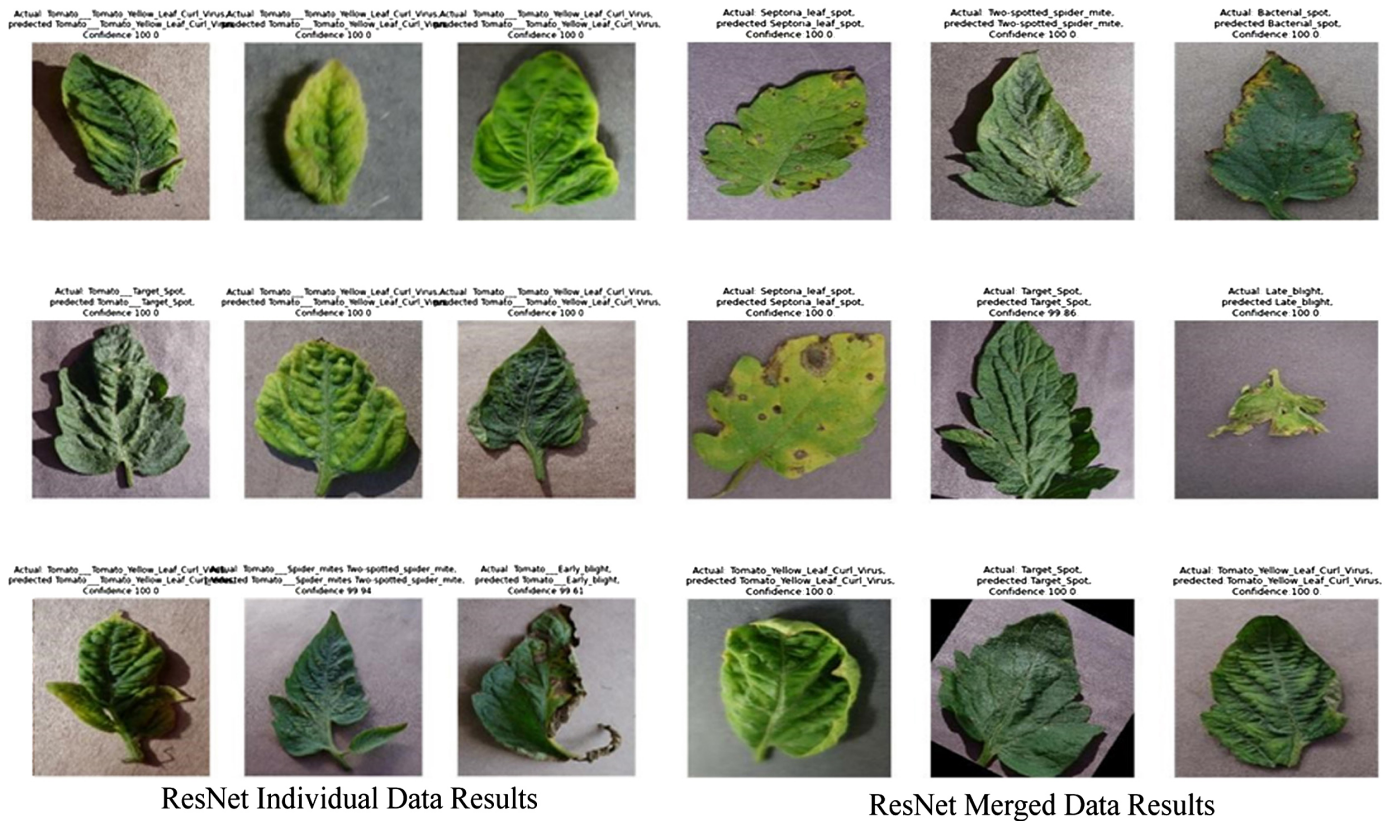 Actual: Tomato___Tomato_Yellow_Leaf_Curl_Virus,
predected Tomato___Tomato_Yellow_Leaf_Curl_Virus,
Confidence 100 0
Actual: Tomato___Tomato_Yellow_Leaf_Curl_Virus,
predected Tomato___Tomato_Yellow_Leaf_Curl_Virus,
Confidence 100 0
Actual: Tomato___Tomato_Yellow_Leaf_Curl_Virus,
predected Tomato___Tomato_Yellow_Leaf_Curl_Virus,
Confidence 100 0
Actual: Septoria_leaf_spot,
predected Septoria_leaf_spot,
Confidence 100 0
Actual: Two-spotted_spider_mite,
predected Two-spotted_spider_mite,
Confidence 100 0
Actual: Bacterial_spot,
predected Bacterial_spot,
Confidence 100 0
Actual: Tomato___Target_Spot,
predected Tomato___Target_Spot,
Confidence 100 0
Actual: Tomato___Tomato_Yellow_Leaf_Curl_Virus,
predected Tomato___Tomato_Yellow_Leaf_Curl_Virus,
Confidence 100 0
Actual: Tomato___Tomato_Yellow_Leaf_Curl_Virus,
predected Tomato___Tomato_Yellow_Leaf_Curl_Virus,
Confidence 100 0
Actual: Septoria_leaf_spot,
predected Septoria_leaf_spot,
Confidence 100 0
Actual: Target_Spot,
predected Target_Spot,
Confidence 99 86
Actual: Late_blight,
predected Late_blight,
Confidence 100 0
Actual: Tomato___Tomato_Yellow_Leaf_Curl_Virus,
predected Tomato___Tomato_Yellow_Leaf_Curl_Virus,
Confidence 100 0
Actual: Tomato___Spider_mites Two-spotted_spider_mite,
predected Tomato___Spider_mites Two-spotted_spider_mite,
Confidence 99 94
Actual: Tomato___Early_blight,
predected Tomato___Early_blight,
Confidence 99 61
Actual: Tomato_Yellow_Leaf_Curl_Virus,
predected Tomato_Yellow_Leaf_Curl_Virus,
Confidence 100 0
Actual: Target_Spot,
predected Target_Spot,
Confidence 100 0
Actual: Tomato_Yellow_Leaf_Curl_Virus,
predected Tomato_Yellow_Leaf_Curl_Virus,
Confidence 100 0
ResNet Individual Data Results
ResNet Merged Data Results